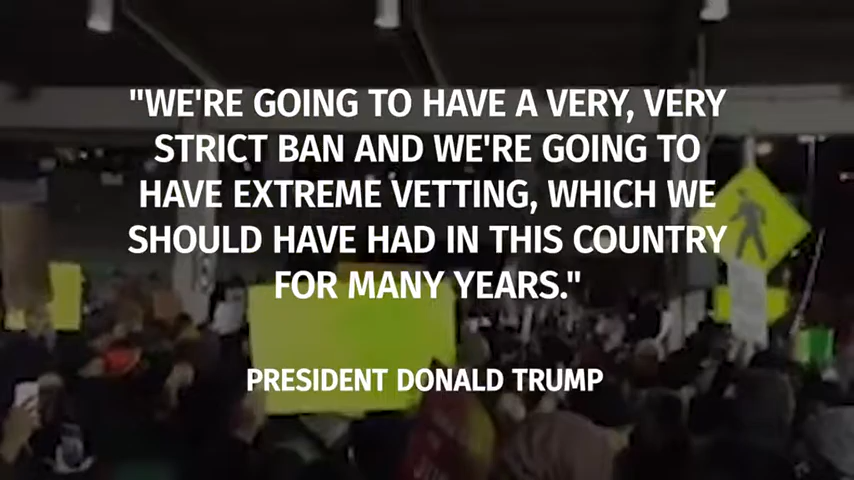 "WE'RE GOING TO HAVE A VERY, VERY
STRICT BAN AND WE'RE GOING TO
HAVE EXTREME VETTING, WHICH WE
SHOULD HAVE HAD IN THIS COUNTRY
FOR MANY YEARS."
PRESIDENT DONALD TRUMP